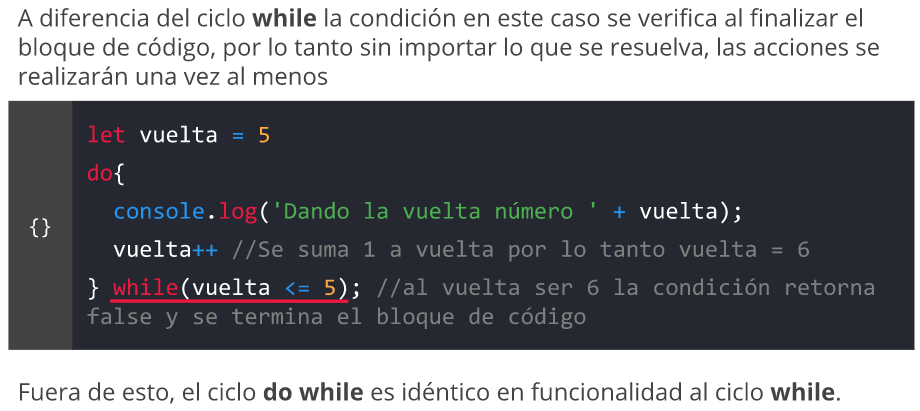 A diferencia del ciclo while la condición en este caso se verifica al finalizar el
bloque de código, por lo tanto sin importar lo que se resuelva, las acciones se
realizarán una vez al menos
let vuelta = 5
do{
console.log('Dando la vuelta número ' + vuelta);
{}
vuelta++ //Se suma 1 a vuelta por lo tanto vuelta = 6
} while(vuelta <= 5); //al vuelta ser 6 la condición retorna
false y se termina el bloque de código
Fuera de esto, el ciclo do while es idéntico en funcionalidad al ciclo while.